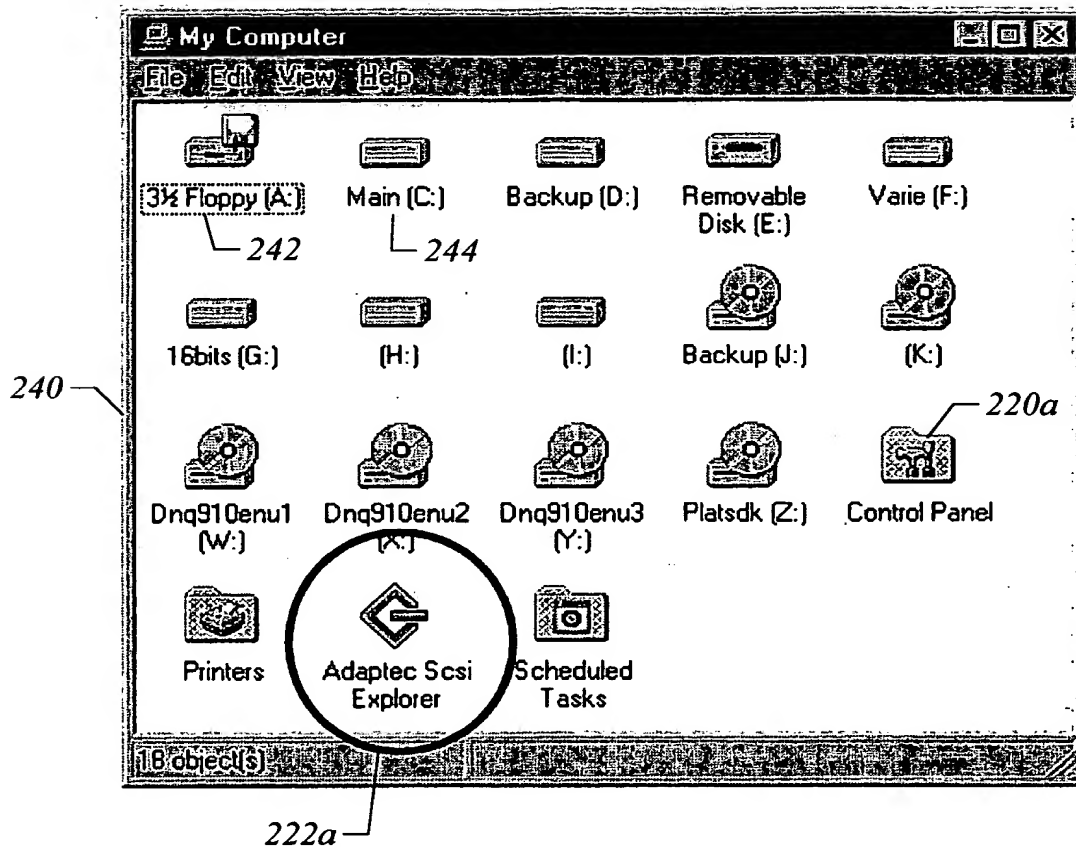 My Computer
File Edit View Help
3½ Floppy (A:)
Main (C:)
Backup (D:)
Removable
Disk (E:)
Varie (F:)
242
244
16bits (G:)
(H:)
(I:)
Backup (J:)
(K:)
240
220a
Dnq910enu1
(W:)
Dnq910enu2
(X:)
Dnq910enu3
(Y:)
Platsdk (Z:)
Control Panel
Printers
Adaptec Scsi
Explorer
Scheduled
Tasks
18 object(s)
222a